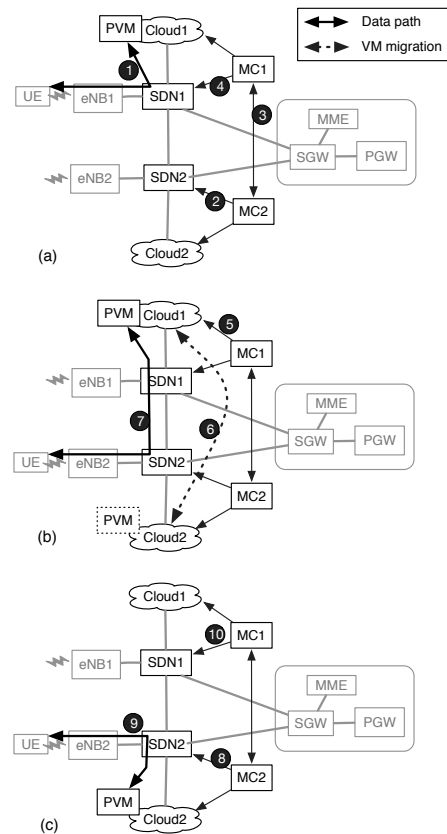 PVM
Cloud1
Data path
VM migration
1
MC1
4
UE
eNB1
SDN1
3
MME
SGW
PGW
eNB2
SDN2
2
MC2
(a)
Cloud2
PVM
Cloud1
5
MC1
eNB1
SDN1
7
6
MME
SGW
PGW
UE
eNB2
SDN2
MC2
PVM
(b)
Cloud2
Cloud1
10
MC1
eNB1
SDN1
MME
9
SGW
PGW
UE
eNB2
SDN2
8
MC2
PVM
(c)
Cloud2